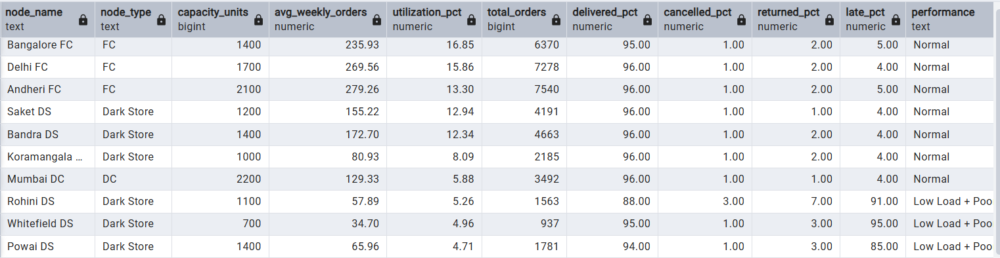 node_name node_type capacity_units avg_weekly_orders utilization_pct total_orders delivered_pct cancelled_pct returned_pct late_pct performance
text text bigint numeric numeric bigint numeric numeric numeric numeric text
Bangalore FC FC 1400 235.93 16.85 6370 95.00 1.00 2.00 5.00 Normal
Delhi FC FC 1700 269.56 15.86 7278 96.00 1.00 2.00 4.00 Normal
Andheri FC FC 2100 279.26 13.30 7540 96.00 1.00 2.00 5.00 Normal
Saket DS Dark Store 1200 155.22 12.94 4191 96.00 1.00 1.00 4.00 Normal
Bandra DS Dark Store 1400 172.70 12.34 4663 96.00 1.00 2.00 4.00 Normal
Koramangala ... Dark Store 1000 80.93 8.09 2185 96.00 1.00 2.00 4.00 Normal
Mumbai DC DC 2200 129.33 5.88 3492 96.00 1.00 1.00 4.00 Normal
Rohini DS Dark Store 1100 57.89 5.26 1563 88.00 3.00 7.00 91.00 Low Load + Poo
Whitefield DS Dark Store 700 34.70 4.96 937 95.00 1.00 3.00 95.00 Low Load + Poo
Powai DS Dark Store 1400 65.96 4.71 1781 94.00 1.00 3.00 85.00 Low Load + Poo